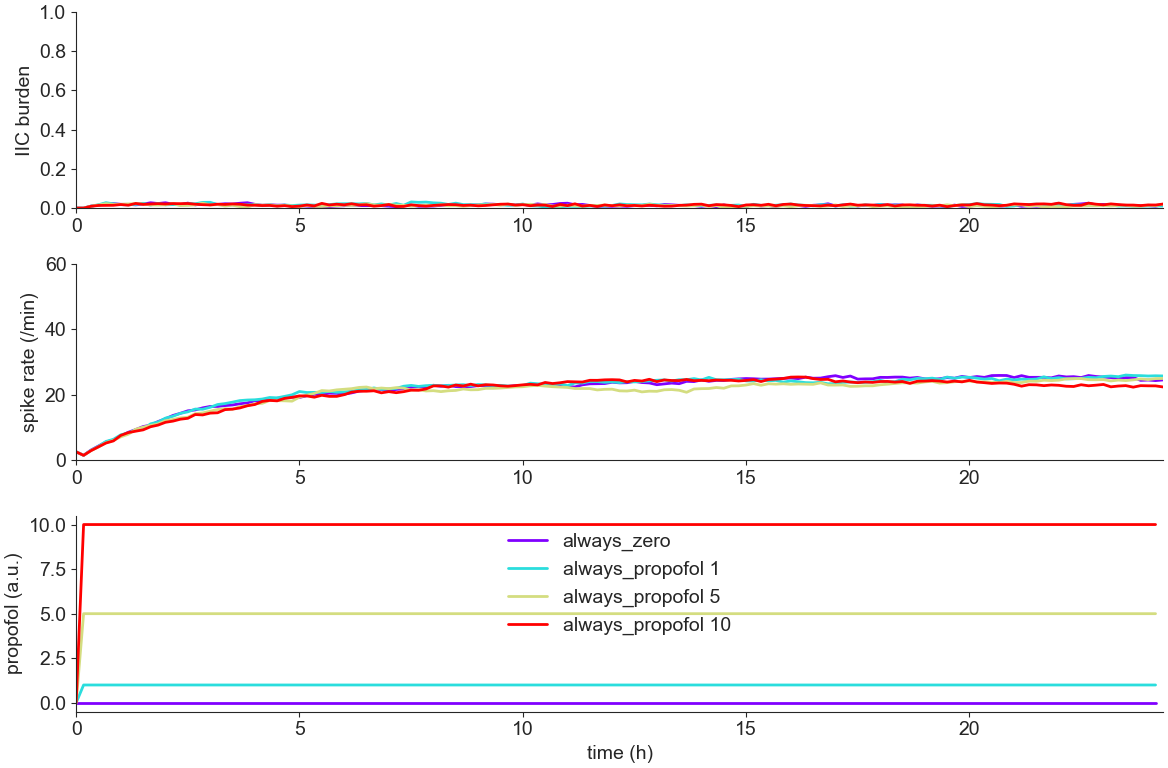 1.0
0.8
0.6
0.4
0.2
0.0
IIC burden
0 5 10 15 20
60
40
20
0
spike rate (/min)
0 5 10 15 20
10.0
7.5
5.0
2.5
0.0
propofol (a.u.)
always_zero
always_propofol 1
always_propofol 5
always_propofol 10
0 5 10 15 20
time (h)